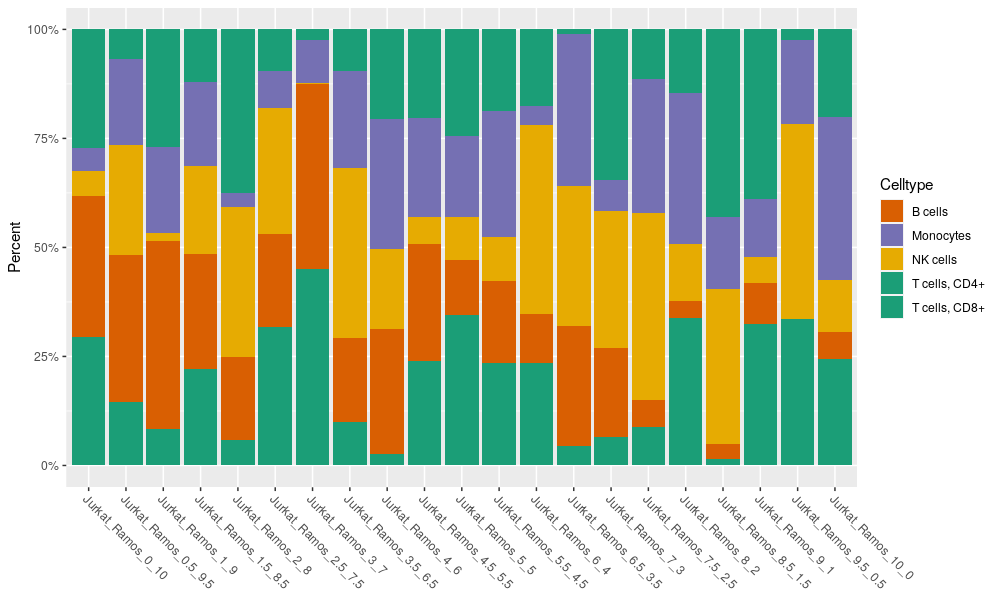 100%
75%
50%
25%
0%
Percent
Jurkat_Ramos_0_10
Jurkat_Ramos_0.5_9.5
Jurkat_Ramos_1_9
Jurkat_Ramos_1.5_8.5
Jurkat_Ramos_2_8
Jurkat_Ramos_2.5_7.5
Jurkat_Ramos_3_7
Jurkat_Ramos_3.5_6.5
Jurkat_Ramos_4_6
Jurkat_Ramos_4.5_5.5
Jurkat_Ramos_5_5
Jurkat_Ramos_5.5_4.5
Jurkat_Ramos_6_4
Jurkat_Ramos_6.5_3.5
Jurkat_Ramos_7_3
Jurkat_Ramos_7.5_2.5
Jurkat_Ramos_8_2
Jurkat_Ramos_8.5_1.5
Jurkat_Ramos_9_1
Jurkat_Ramos_9.5_0.5
Jurkat_Ramos_10_0
Celltype
B cells
Monocytes
NK cells
T cells, CD4+
T cells, CD8+